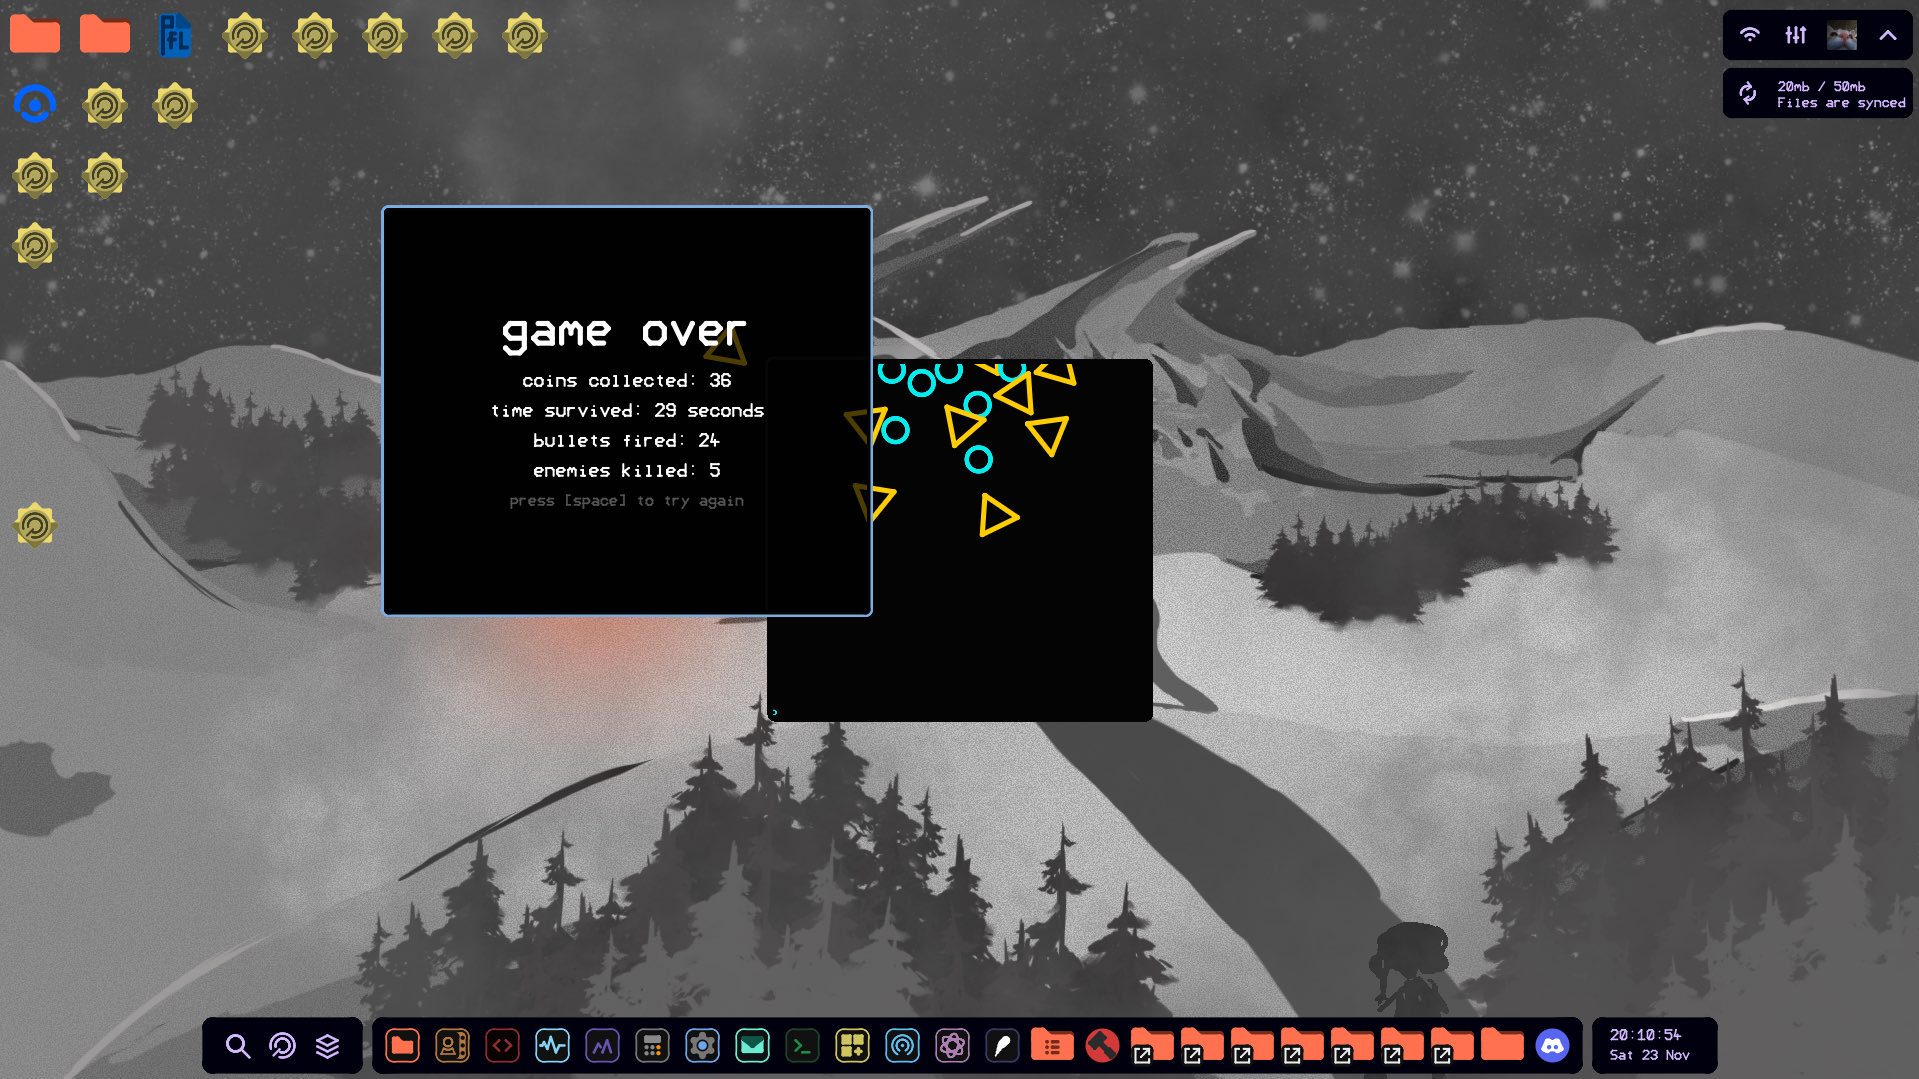 20mb / 50mb
Files are synced
game over
coins collected: 36
time survived: 29 seconds
bullets fired: 24
enemies killed: 5
press [space] to try again
20:10:54
Sat 23 Nov